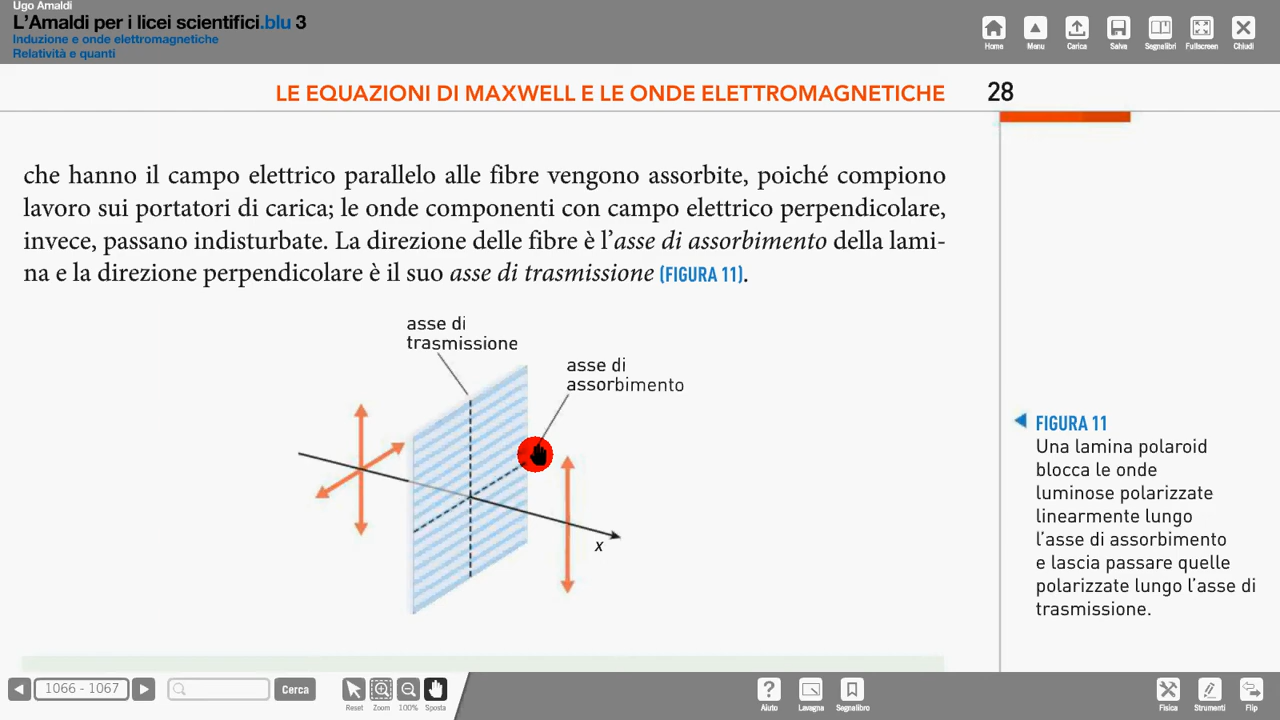 Ugo Amaldi
L'Amaldi per i licei scientifici.blu 3
Induzione e onde elettromagnetiche
Relatività e quanti
Home
Menu
Carica
Salva
Segnalibri
Fullscreen
Chiudi
LE EQUAZIONI DI MAXWELL E LE ONDE ELETTROMAGNETICHE 28
che hanno il campo elettrico parallelo alle fibre vengono assorbite, poiché compiono
lavoro sui portatori di carica; le onde componenti con campo elettrico perpendicolare,
invece, passano indisturbate. La direzione delle fibre è l'asse di assorbimento della lami-
na e la direzione perpendicolare è il suo asse di trasmissione (FIGURA 11).
asse di
trasmissione
asse di
assorbimento
x
FIGURA 11
Una lamina polaroid
blocca le onde
luminose polarizzate
linearmente lungo
l'asse di assorbimento
e lascia passare quelle
polarizzate lungo l'asse di
trasmissione.
1066 - 1067
Cerca
Reset
Zoom
100%
Sposta
Aiuto
Lavagna
Segnalibro
Fisica
Strumenti
Flip